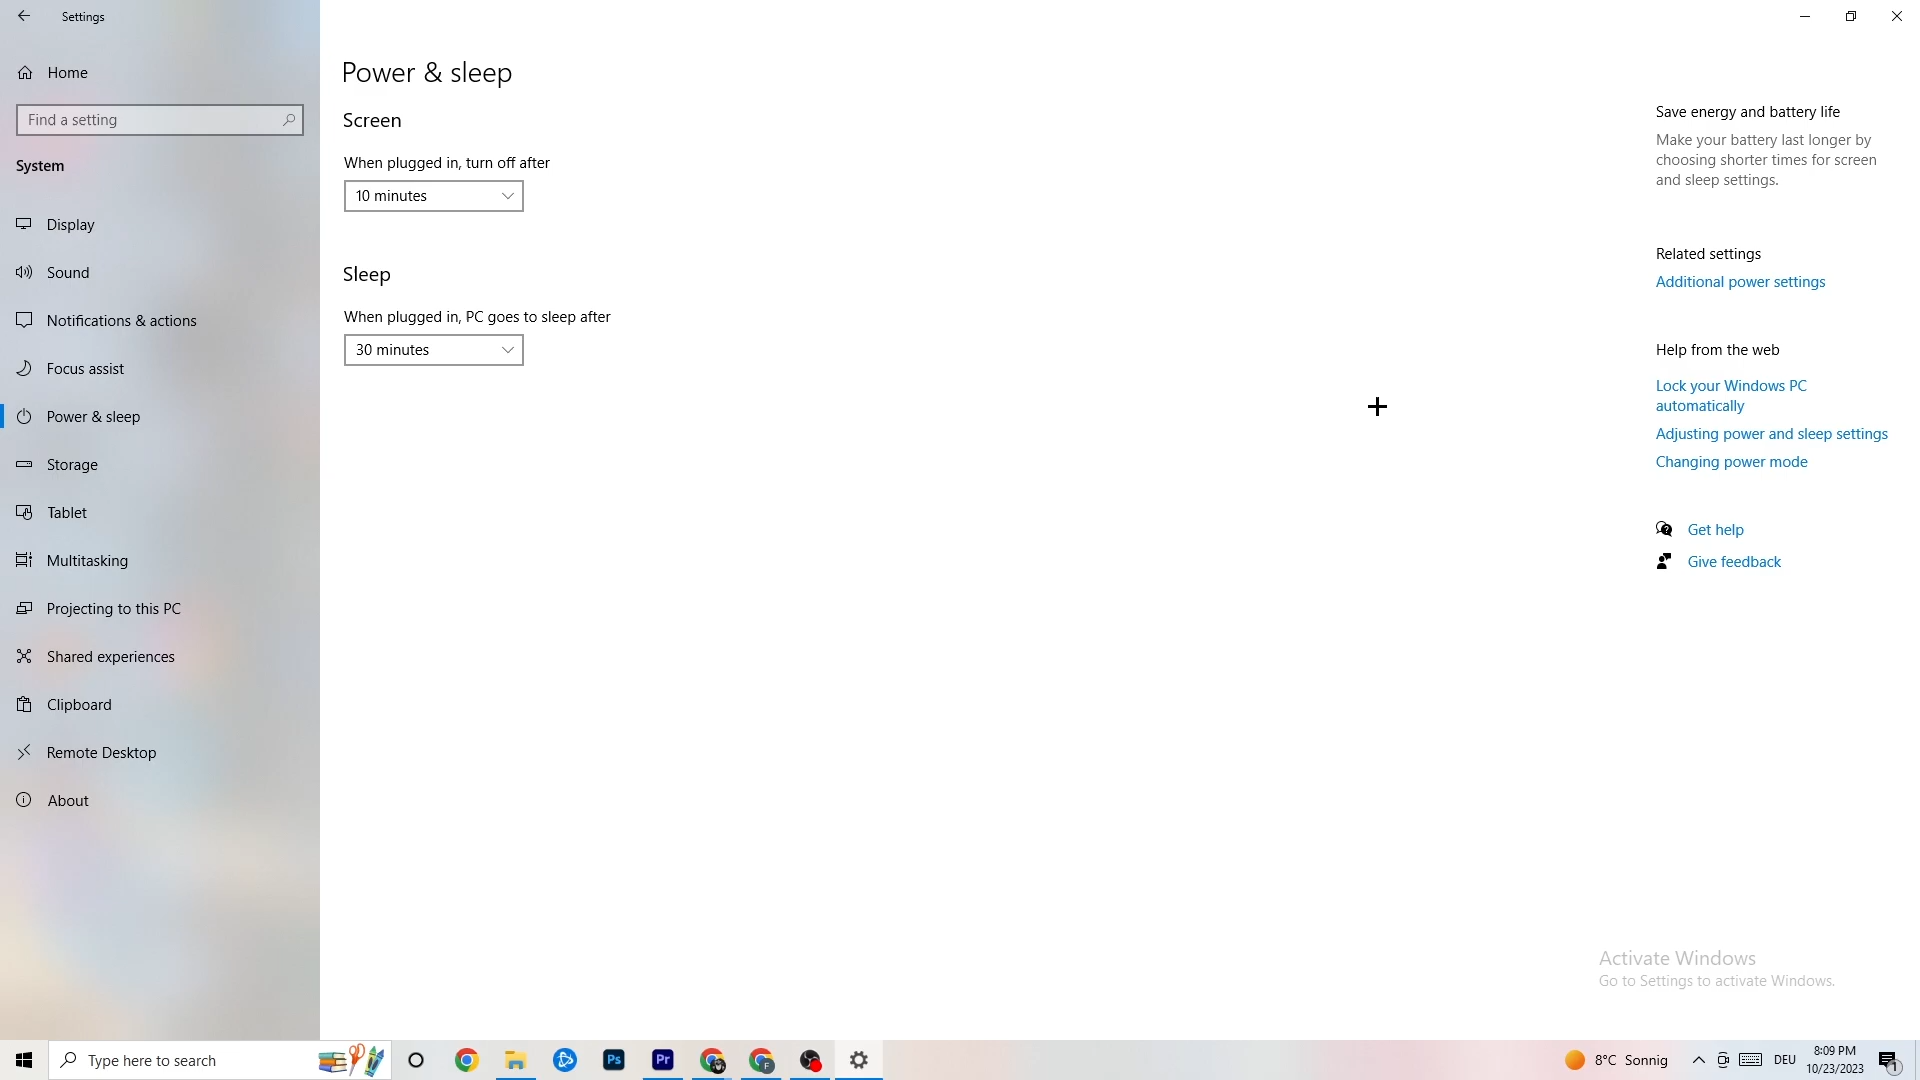 Settings
Home
Find a setting
System
Display
Sound
Notifications & actions
Focus assist
Power & sleep
Storage
Tablet
Multitasking
Projecting to this PC
Shared experiences
Clipboard
Remote Desktop
About
Power & sleep
Screen
When plugged in, turn off after
10 minutes
Sleep
When plugged in, PC goes to sleep after
30 minutes
Save energy and battery life
Make your battery last longer by
choosing shorter times for screen
and sleep settings.
Related settings
Additional power settings
Help from the web
Lock your Windows PC
automatically
Adjusting power and sleep settings
Changing power mode
Get help
Give feedback
Activate Windows
Go to Settings to activate Windows.
Type here to search
Ps
Pr
F
8°C Sonnig
DEU
8:09 PM
10/23/2023
1